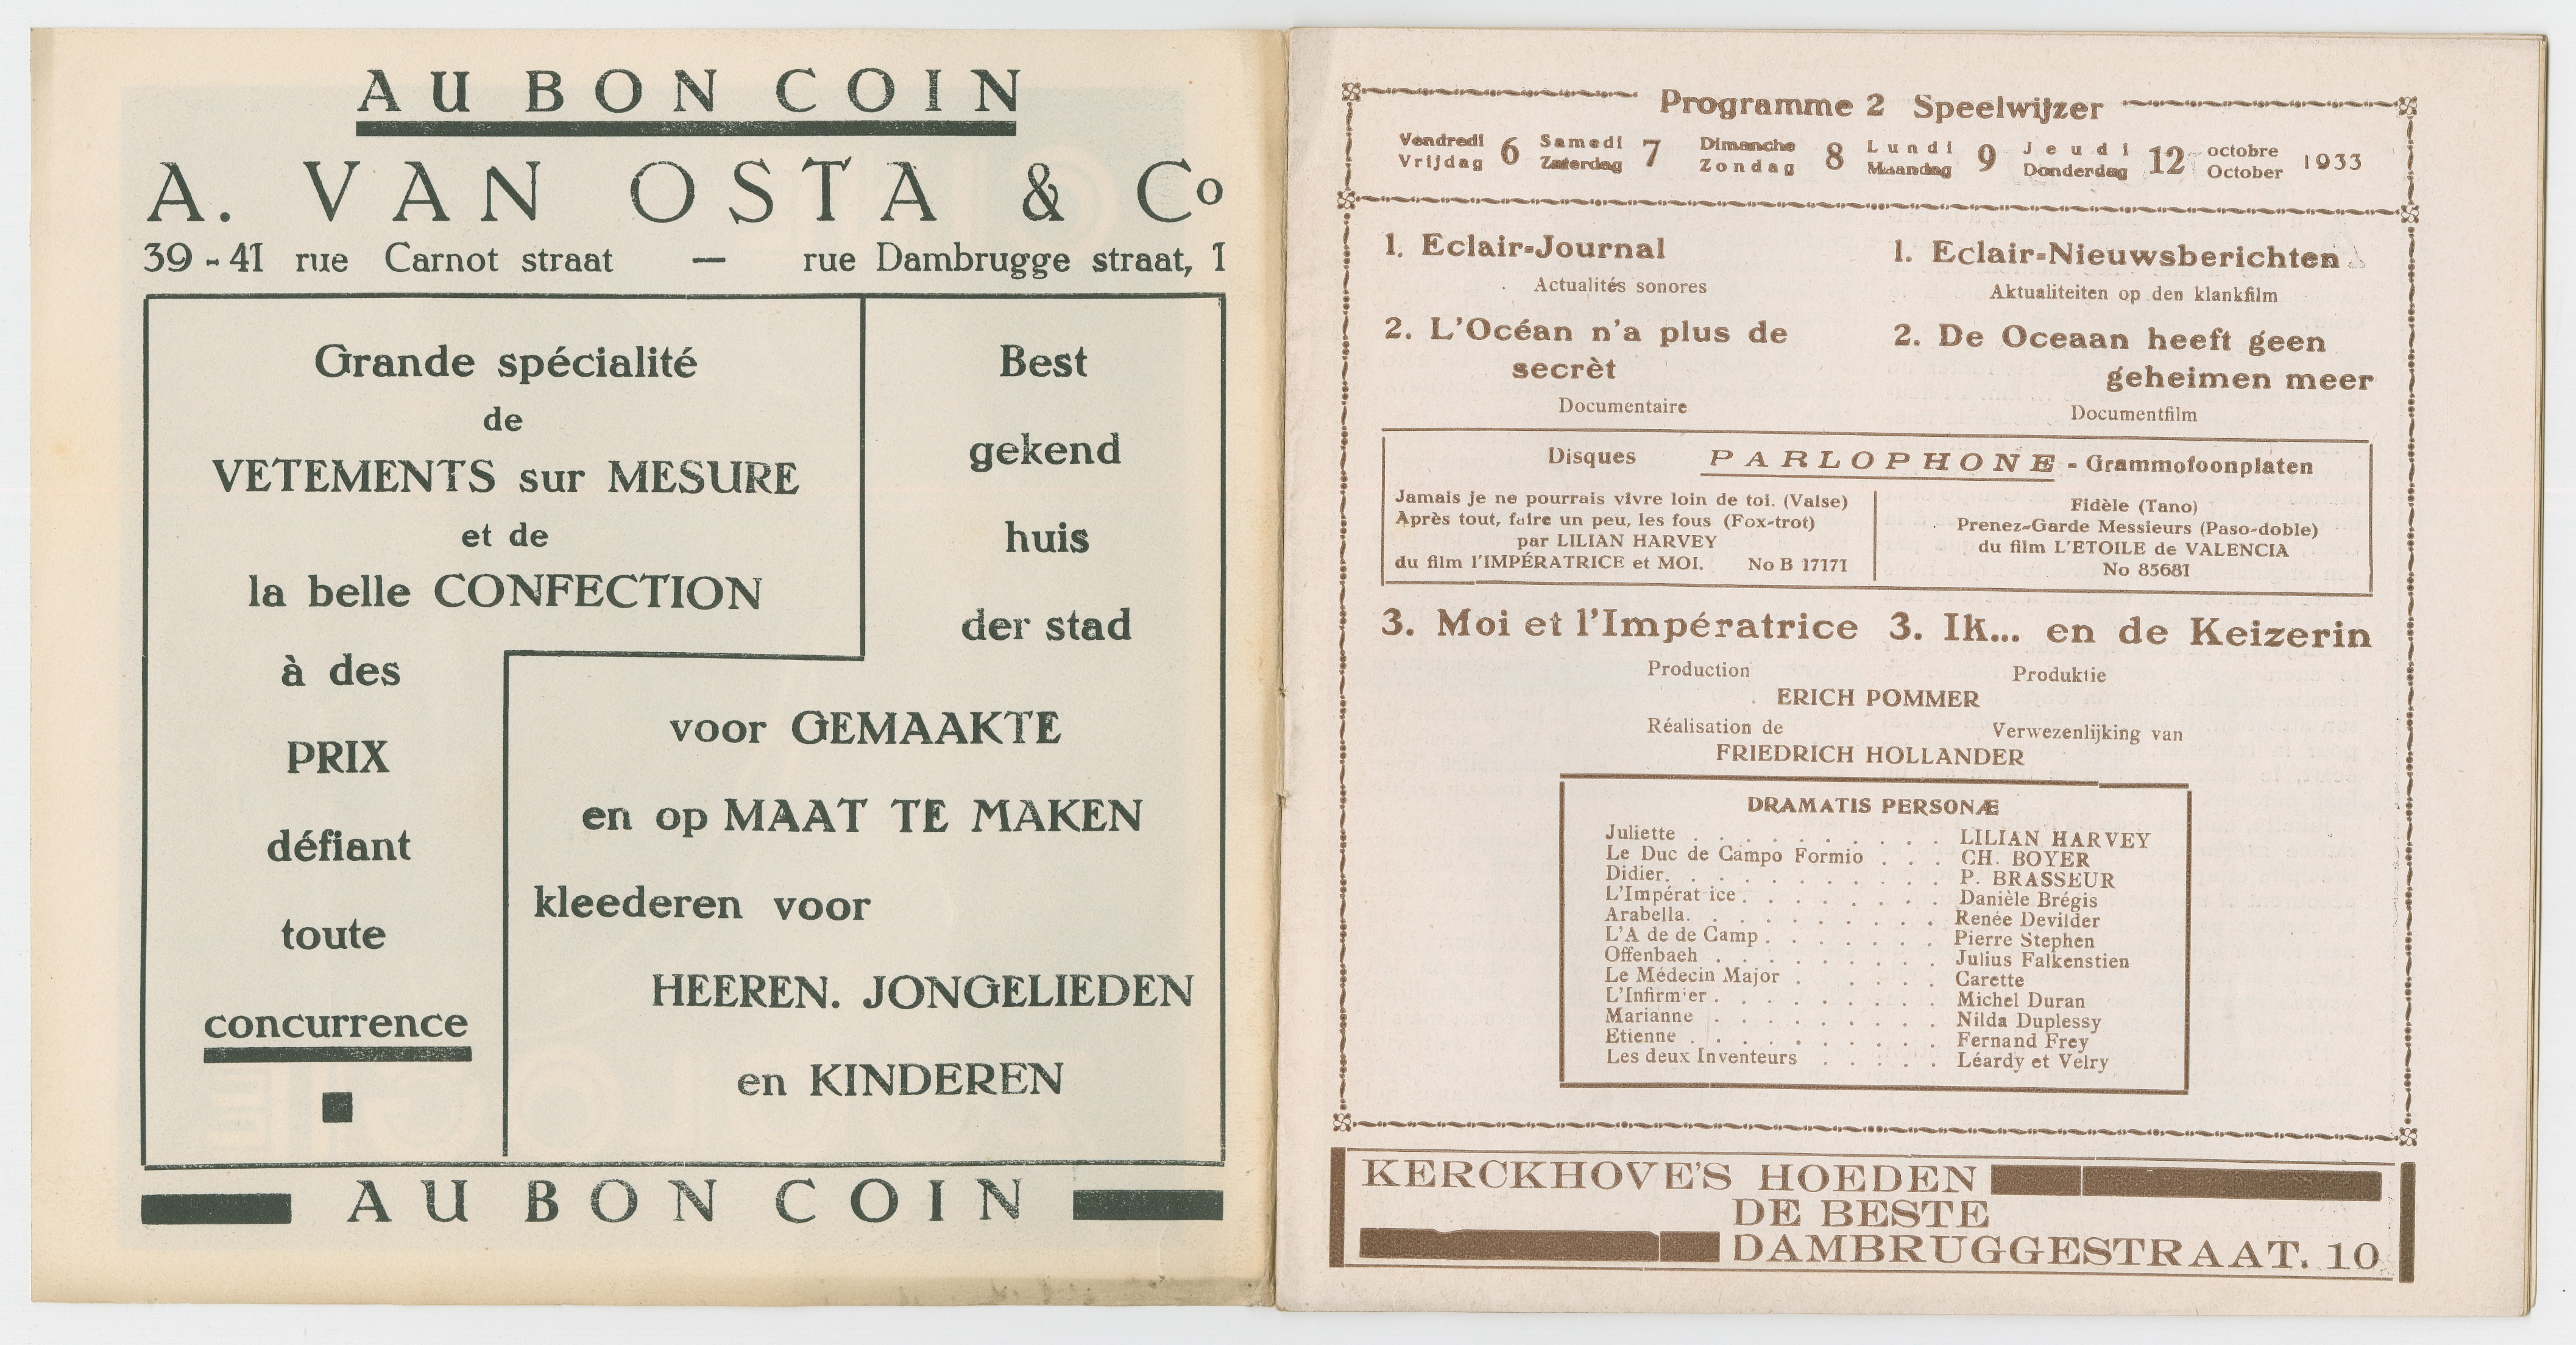 AU BON COIN
A. VAN OSTA & Co
39-41 rue Carnot straat — rue Dambrugge straat, 1
Grande spécialité
de
VETEMENTS sur MESURE
et de
la belle CONFECTION
à des
PRIX
défiant
toute
concurrence
Best
gekend
huis
der stad
voor GEMAAKTE
en op MAAT TE MAKEN
kleederen voor
HEEREN. JONGELIEDEN
en KINDEREN
AU BON COIN
Programme 2 Speelwijzer
Vendredi 6 Samedi 7 Dimanche 8 Lundi 9 Jeudi 12 octobre 1933
Vrijdag Zaterdag Zondag Maandag Donderdag October
1. Eclair-Journal
Actualités sonores
2. L'Océan n'a plus de
secrèt
Documentaire
1. Eclair-Nieuwsberichten
Aktualiteiten op den klankfilm
2. De Oceaan heeft geen
geheimen meer
Documentfilm
Disques PARLOPHONE - Grammofoonplaten
Jamais je ne pourrais vivre loin de toi. (Valse)
Après tout, faire un peu, les fous (Fox-trot)
par LILIAN HARVEY
du film l'IMPÉRATRICE et MOI. No B 17171
Fidèle (Tano)
Prenez-Garde Messieurs (Paso-doble)
du film L'ETOILE de VALENCIA
No 85681
3. Moi et l'Impératrice 3. Ik... en de Keizerin
Production Produktie
ERICH POMMER
Réalisation de Verwezenlijking van
FRIEDRICH HOLLANDER
DRAMATIS PERSONÆ
Juliette . . . . . . . . . . LILIAN HARVEY
Le Duc de Campo Formio . . . CH. BOYER
Didier. . . . . . . . . . . P. BRASSEUR
L'Impérat ice . . . . . . . . Danièle Brégis
Arabella. . . . . . . . . . Renée Devilder
L'A de de Camp . . . . . . . Pierre Stephen
Offenbach . . . . . . . . . Julius Falkenstien
Le Médecin Major . . . . . Carette
L'Infirmier . . . . . . . . . Michel Duran
Marianne . . . . . . . . . Nilda Duplessy
Etienne . . . . . . . . . . Fernand Frey
Les deux Inventeurs . . . . . Léardy et Velry
KERCKHOVE'S HOEDEN
DE BESTE
DAMBRUGGESTRAAT. 10